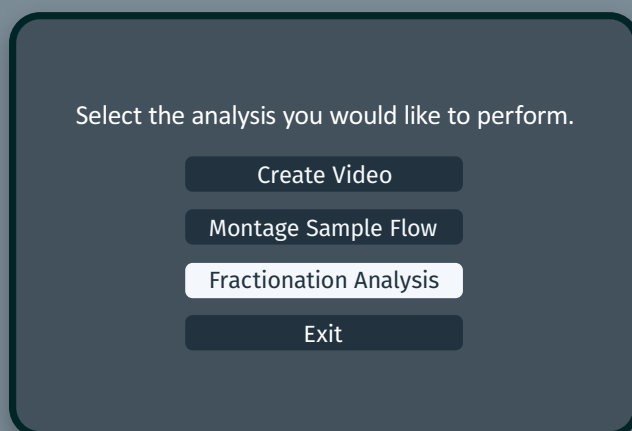 Select the analysis you would like to perform.
Create Video
Montage Sample Flow
Fractionation Analysis
Exit